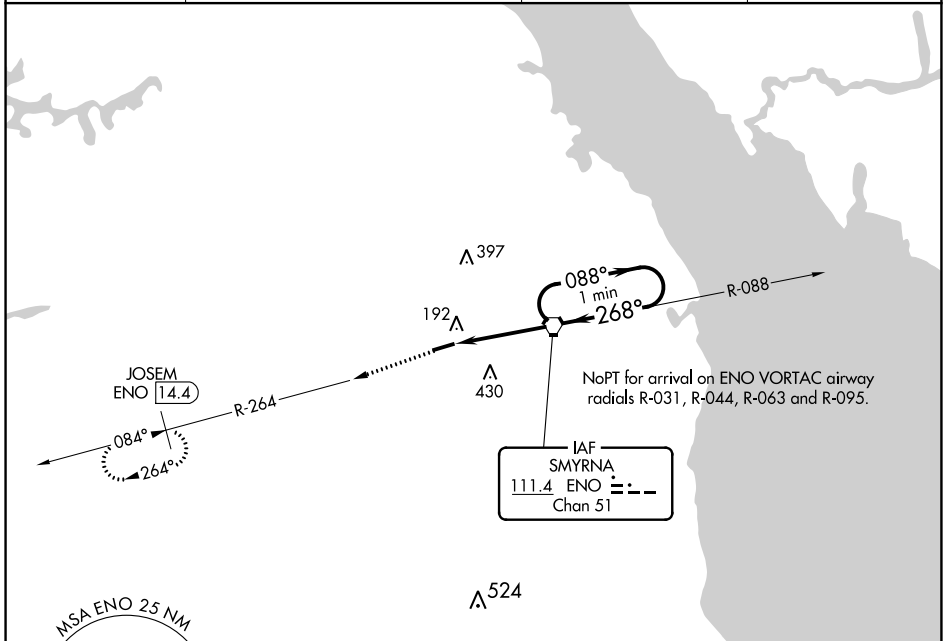 397
088°
1 min
268°
R-088
192
JOSEM
ENO 14.4
430
NoPT for arrival on ENO VORTAC airway
radials R-031, R-044, R-063 and R-095.
R-264
084°
264°
IAF
SMYRNA
111.4 ENO
Chan 51
524
MSA ENO 25 NM